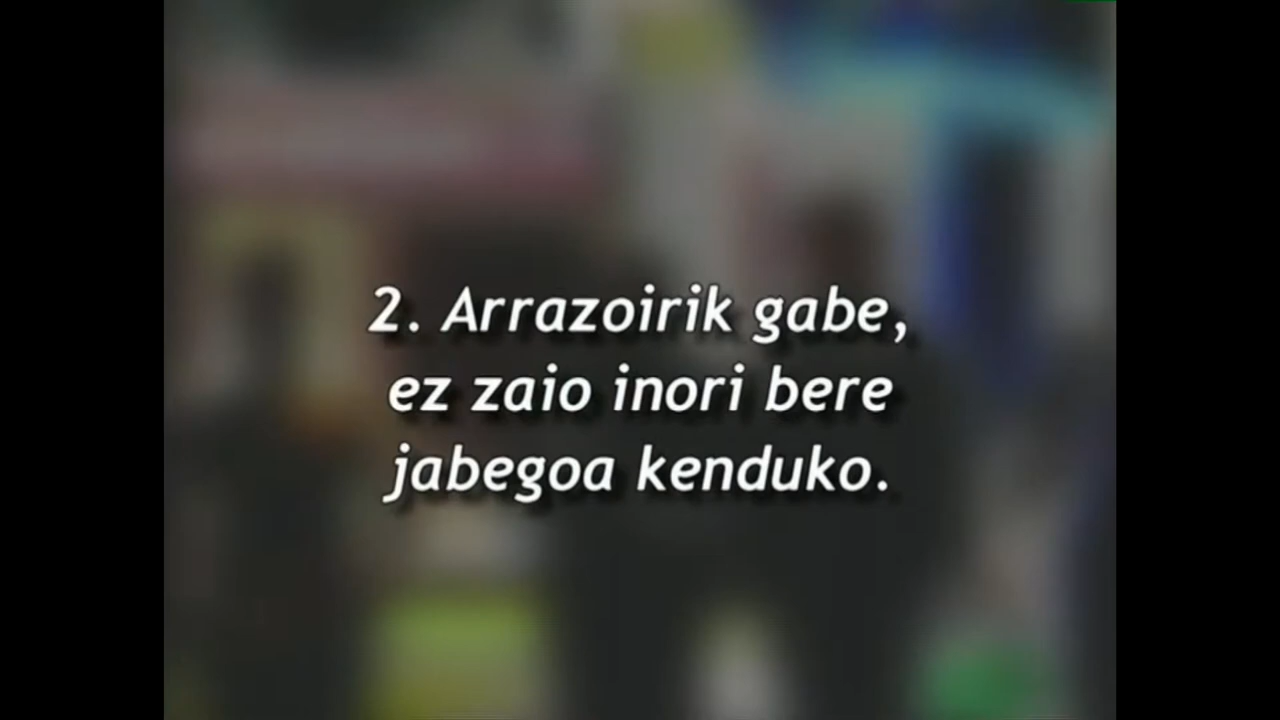 2. Arrazoirik gabe,
ez zaio inori bere
jabegoa kenduko.